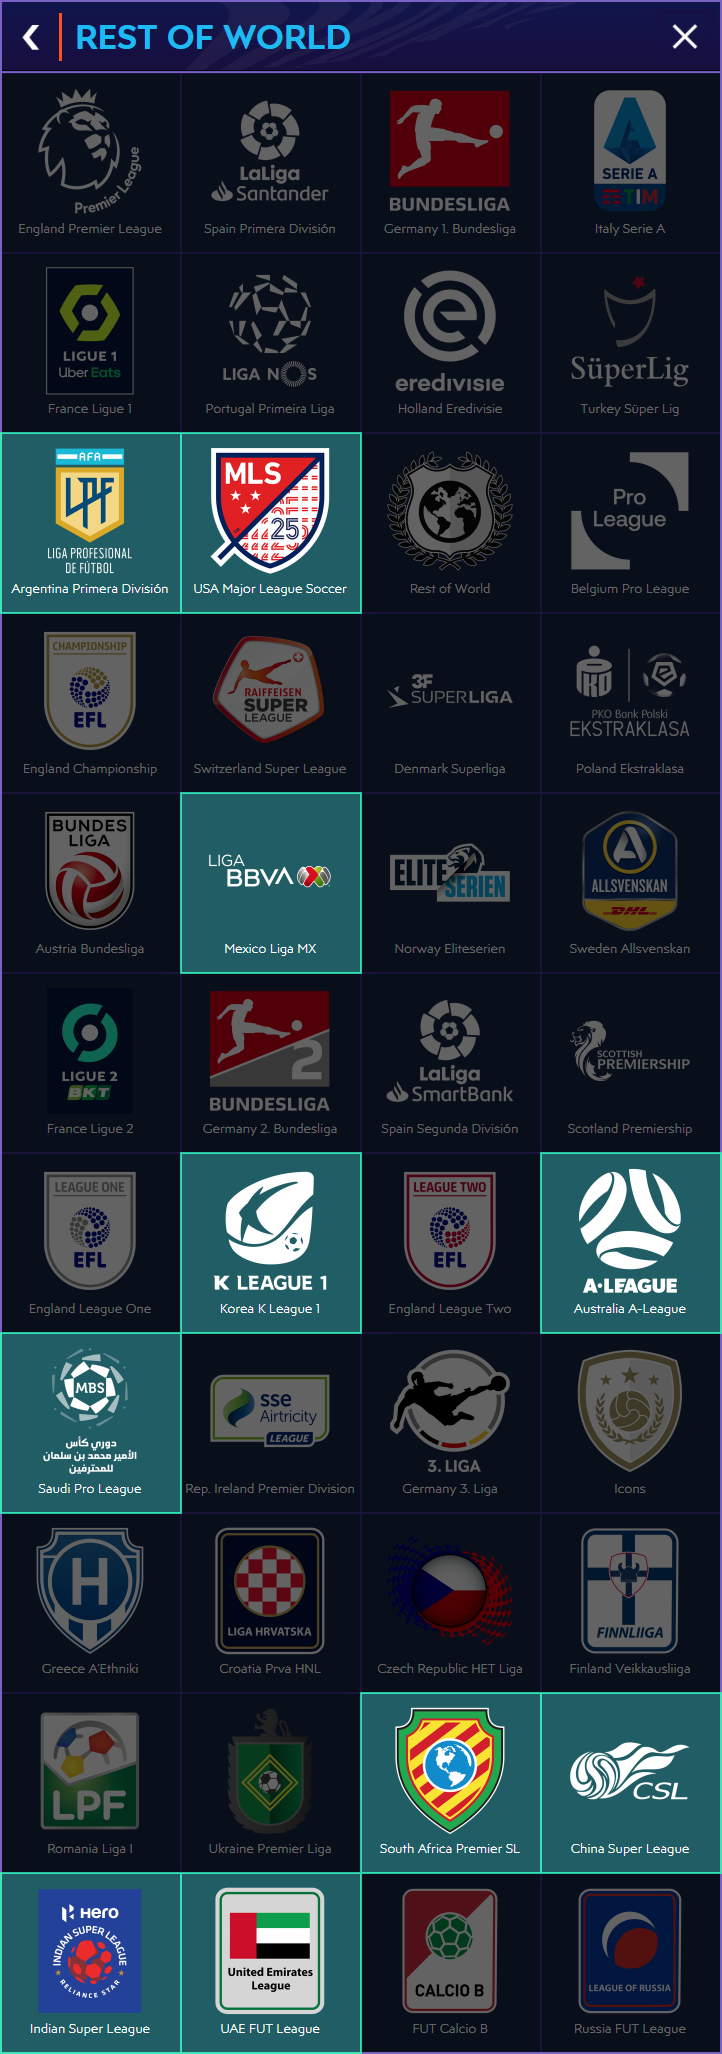 REST OF WORLD
Premier League
England Premier League
LaLiga
Santander
Spain Primera División
BUNDESLIGA
Germany 1. Bundesliga
SERIE A
TIM
Italy Serie A
LIGUE 1
Uber Eats
France Ligue 1
LIGA NOS
Portugal Primeira Liga
eredivisie
Holland Eredivisie
SüperLig
Turkey Süper Lig
AFA
LPF
LIGA PROFESIONAL
DE FÚTBOL
Argentina Primera División
MLS
25
USA Major League Soccer
Rest of World
Pro
League
Belgium Pro League
CHAMPIONSHIP
EFL
England Championship
RAIFFEISEN
SUPER
LEAGUE
Switzerland Super League
3F
SUPERLIGA
Denmark Superliga
PKO Bank Polski
EKSTRAKLASA
Poland Ekstraklasa
BUNDES
LIGA
Austria Bundesliga
LIGA
BBVA
Mexico Liga MX
ELITE
SERIEN
Norway Eliteserien
ALLSVENSKAN
DHL
Sweden Allsvenskan
LIGUE 2
BKT
France Ligue 2
2
BUNDESLIGA
Germany 2. Bundesliga
LaLiga
SmartBank
Spain Segunda División
SCOTTISH
PREMIERSHIP
Scotland Premiership
LEAGUE ONE
EFL
England League One
K LEAGUE 1
Korea K League 1
LEAGUE TWO
EFL
England League Two
A-LEAGUE
Australia A-League
MBS
دوري كأس
الأمير محمد بن سلمان
للمحترفين
Saudi Pro League
sse
Airtricity
LEAGUE
Rep. Ireland Premier Division
3. LIGA
Germany 3. Liga
Icons
H
Greece A'Ethniki
LIGA HRVATSKA
Croatia Prva HNL
Czech Republic HET Liga
FINNLIIGA
Finland Veikkausliiga
LPF
Romania Liga I
Ukraine Premier Liga
South Africa Premier SL
CSL
China Super League
Hero
INDIAN SUPER LEAGUE
RELIANCE STAR
Indian Super League
United Emirates
League
UAE FUT League
CALCIO B
FUT Calcio B
LEAGUE OF RUSSIA
Russia FUT League